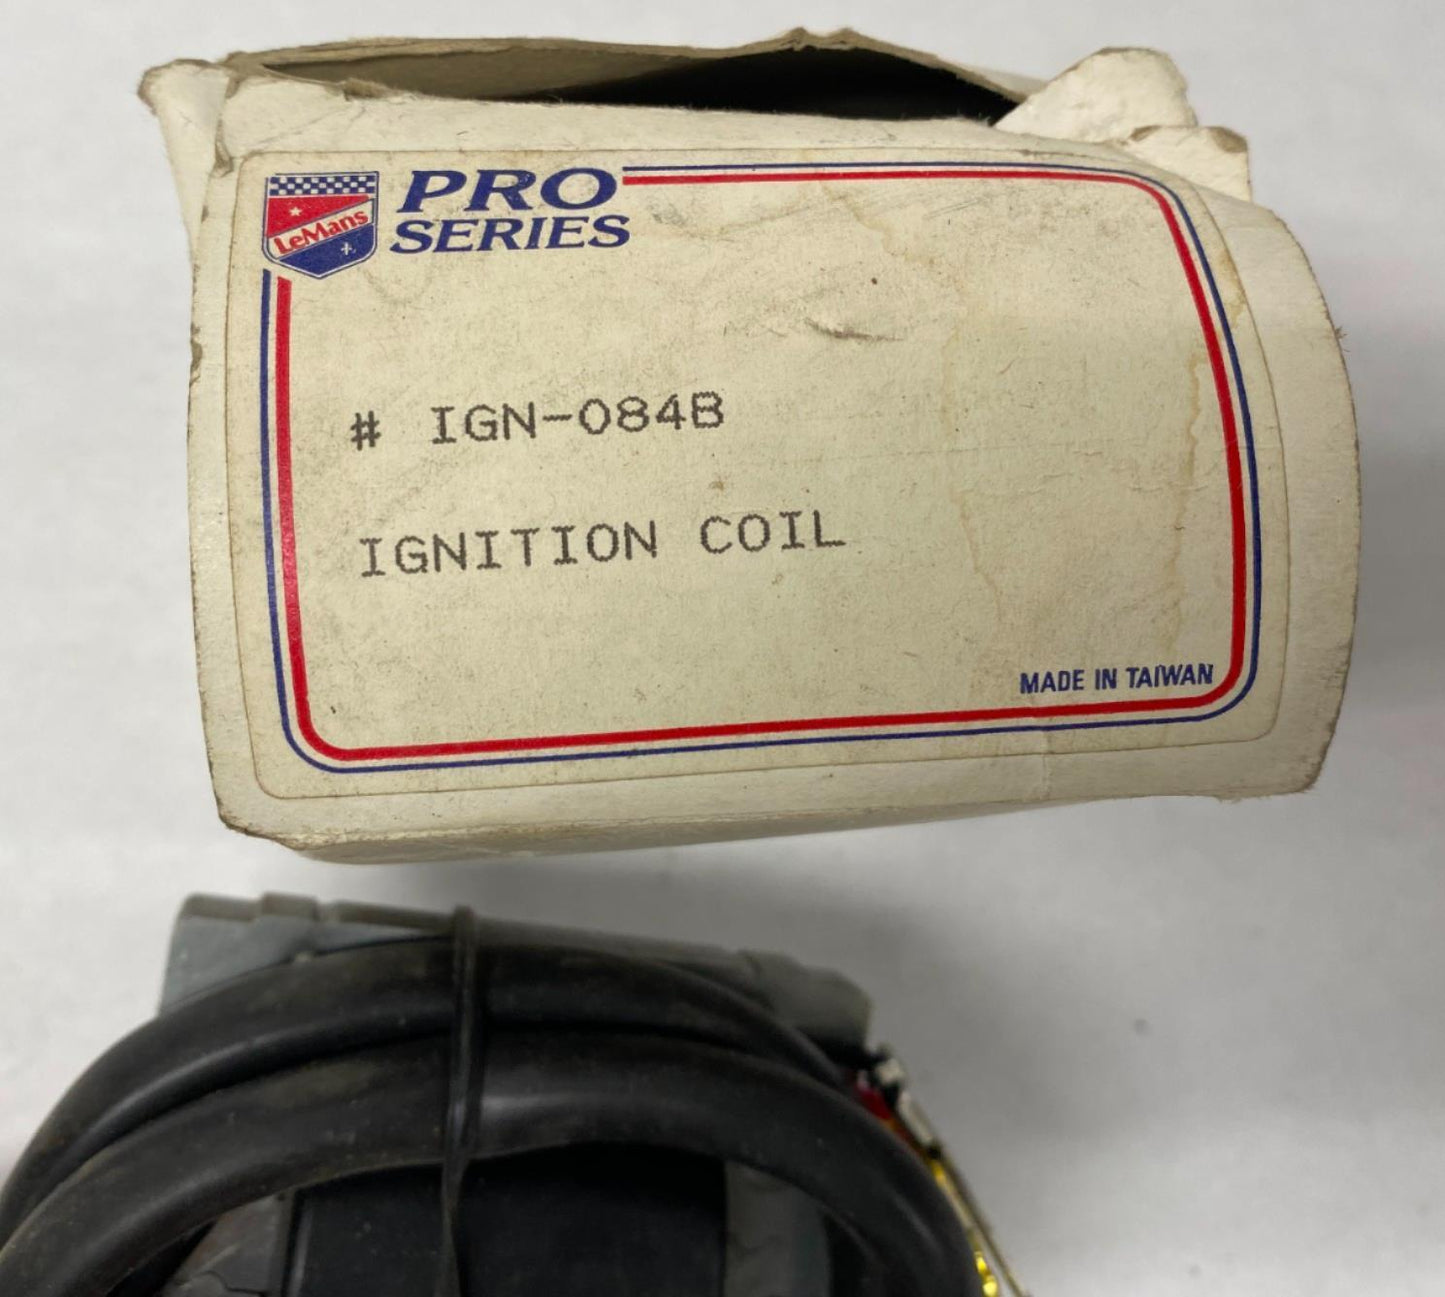 LeMans
PRO
SERIES
# IGN-084B
IGNITION COIL
MADE IN TAIWAN